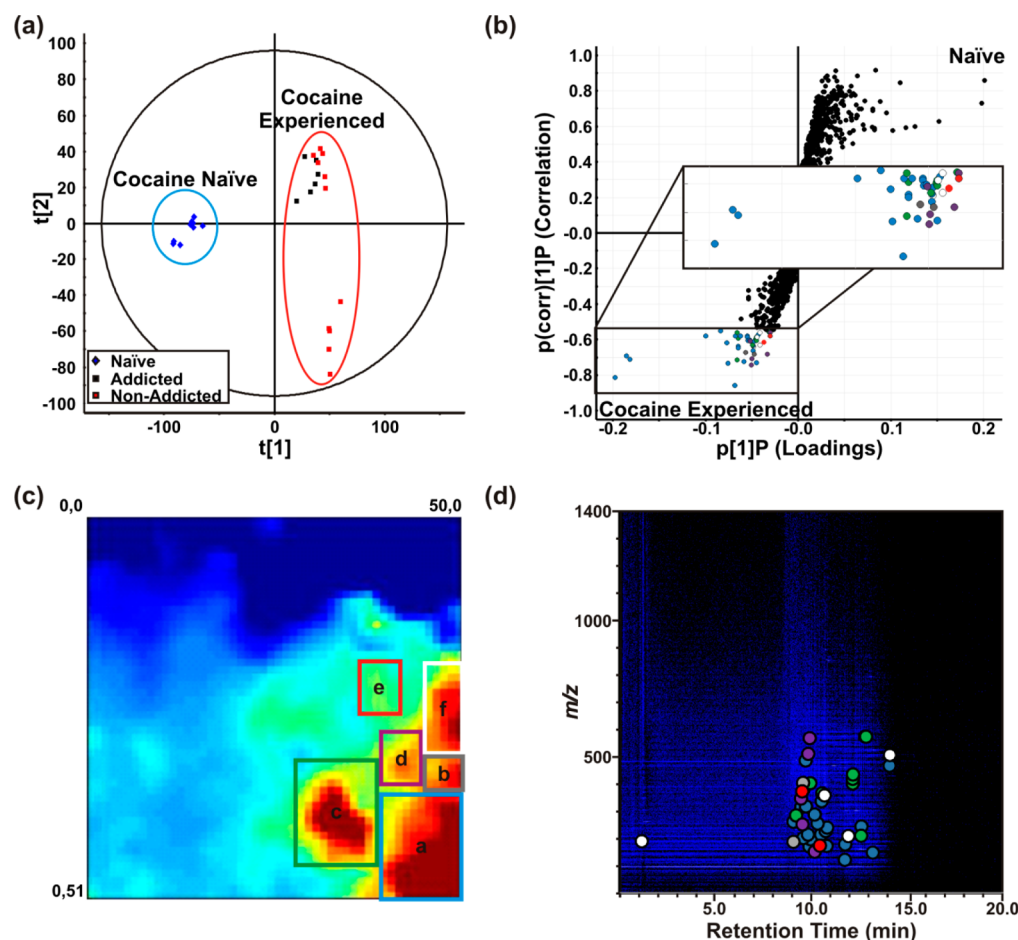 (a)
100
80
60
40
20
0
-20
-40
-60
-80
-100
t[2]
Cocaine
Experienced
Cocaine Naïve
Naïve
Addicted
Non-Addicted
-100
0
100
t[1]
(b)
1.0
0.8
0.6
0.4
-0.0
-0.2
-0.4
-0.6
-0.8
-1.0
p(corr)[1]P (Correlation)
Naïve
Cocaine Experienced
-0.2
-0.1
-0.0
0.1
0.2
p[1]P (Loadings)
(c)
0,0
50,0
e
f
d
b
c
a
0,51
(d)
1400
1000
500
m/z
5.0
10.0
15.0
20.0
Retention Time (min)